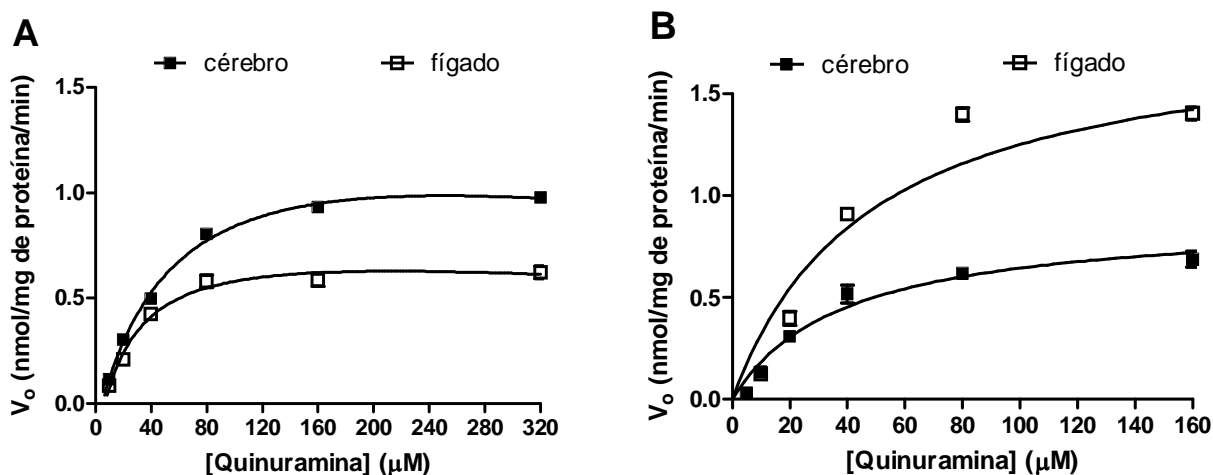 A
cérebro
fígado
1.5
1.0
0.5
0.0
0
40
80
120
160
200
240
280
320
Vo (nmol/mg de proteína/min)
[Quinuramina] (μM)
B
cérebro
fígado
1.5
1.0
0.5
0.0
0
20
40
60
80
100
120
140
160
Vo (nmol/mg de proteína/min)
[Quinuramina] (μM)